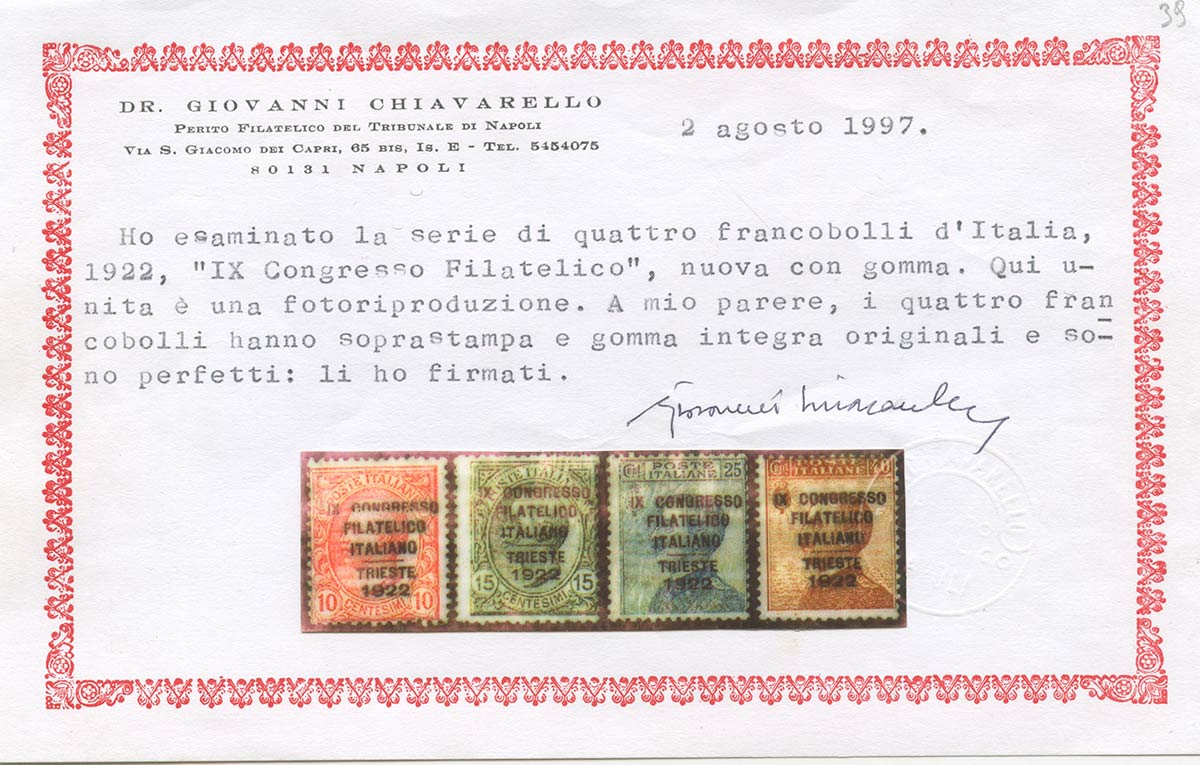 39
DR. GIOVANNI CHIAVARELLO
PERITO FILATELICO DEL TRIBUNALE DI NAPOLI
VIA S. GIACOMO DEI CAPRI, 65 BIS, IS. E - TEL. 5454075
80131 NAPOLI
2 agosto 1997.
Ho esaminato la serie di quattro francobolli d'Italia,
1922, "IX Congresso Filatelico", nuova con gomma. Qui u-
nita è una fotoriproduzione. A mio parere, i quattro fran
cobolli hanno soprastampa e gomma integra originali e so-
no perfetti: li ho firmati.
POSTE ITALIANE
IX CONGRESSO
FILATELICO
ITALIANO
TRIESTE
1922
10 10
CENTESIMI
POSTE ITALIANE
IX CONGRESSO
FILATELICO
ITALIANO
TRIESTE
1922
15 15
CENTESIMI
POSTE 25
ITALIANE
IX CONGRESSO
FILATELICO
ITALIANO
TRIESTE
1922
POSTE 40
ITALIANE
IX CONGRESSO
FILATELICO
ITALIANO
TRIESTE
1922